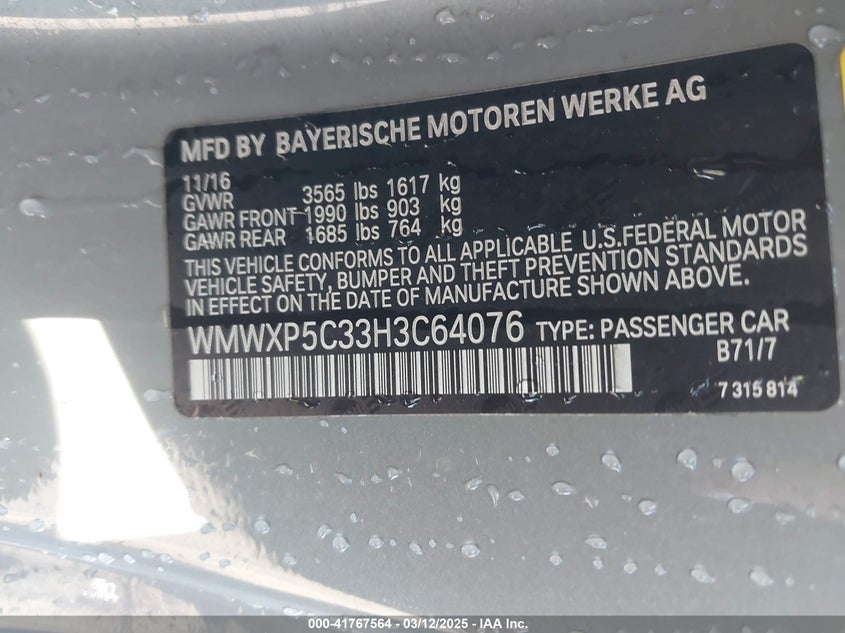 MFD BY BAYERISCHE MOTOREN WERKE AG
11/16
GVWR 3565 lbs 1617 kg
GAWR FRONT 1990 lbs 903 kg
GAWR REAR 1685 lbs 764 kg
THIS VEHICLE CONFORMS TO ALL APPLICABLE U.S.FEDERAL MOTOR
VEHICLE SAFETY, BUMPER AND THEFT PREVENTION STANDARDS
IN EFFECT ON THE DATE OF MANUFACTURE SHOWN ABOVE.
WMWXP5C33H3C64076 TYPE: PASSENGER CAR
B71/7
7 315 814
000-41767564 - 03/12/2025 - IAA Inc.